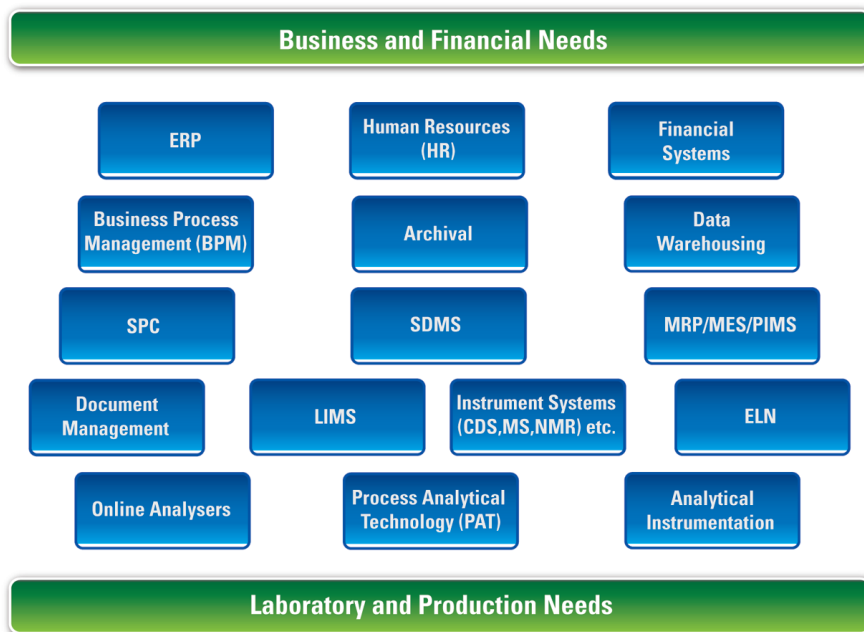 Business and Financial Needs
ERP
Human Resources
(HR)
Financial
Systems
Business Process
Management (BPM)
Archival
Data
Warehousing
SPC
SDMS
MRP/MES/PIMS
Document
Management
LIMS
Instrument Systems
(CDS,MS,NMR) etc.
ELN
Online Analysers
Process Analytical
Technology (PAT)
Analytical
Instrumentation
Laboratory and Production Needs